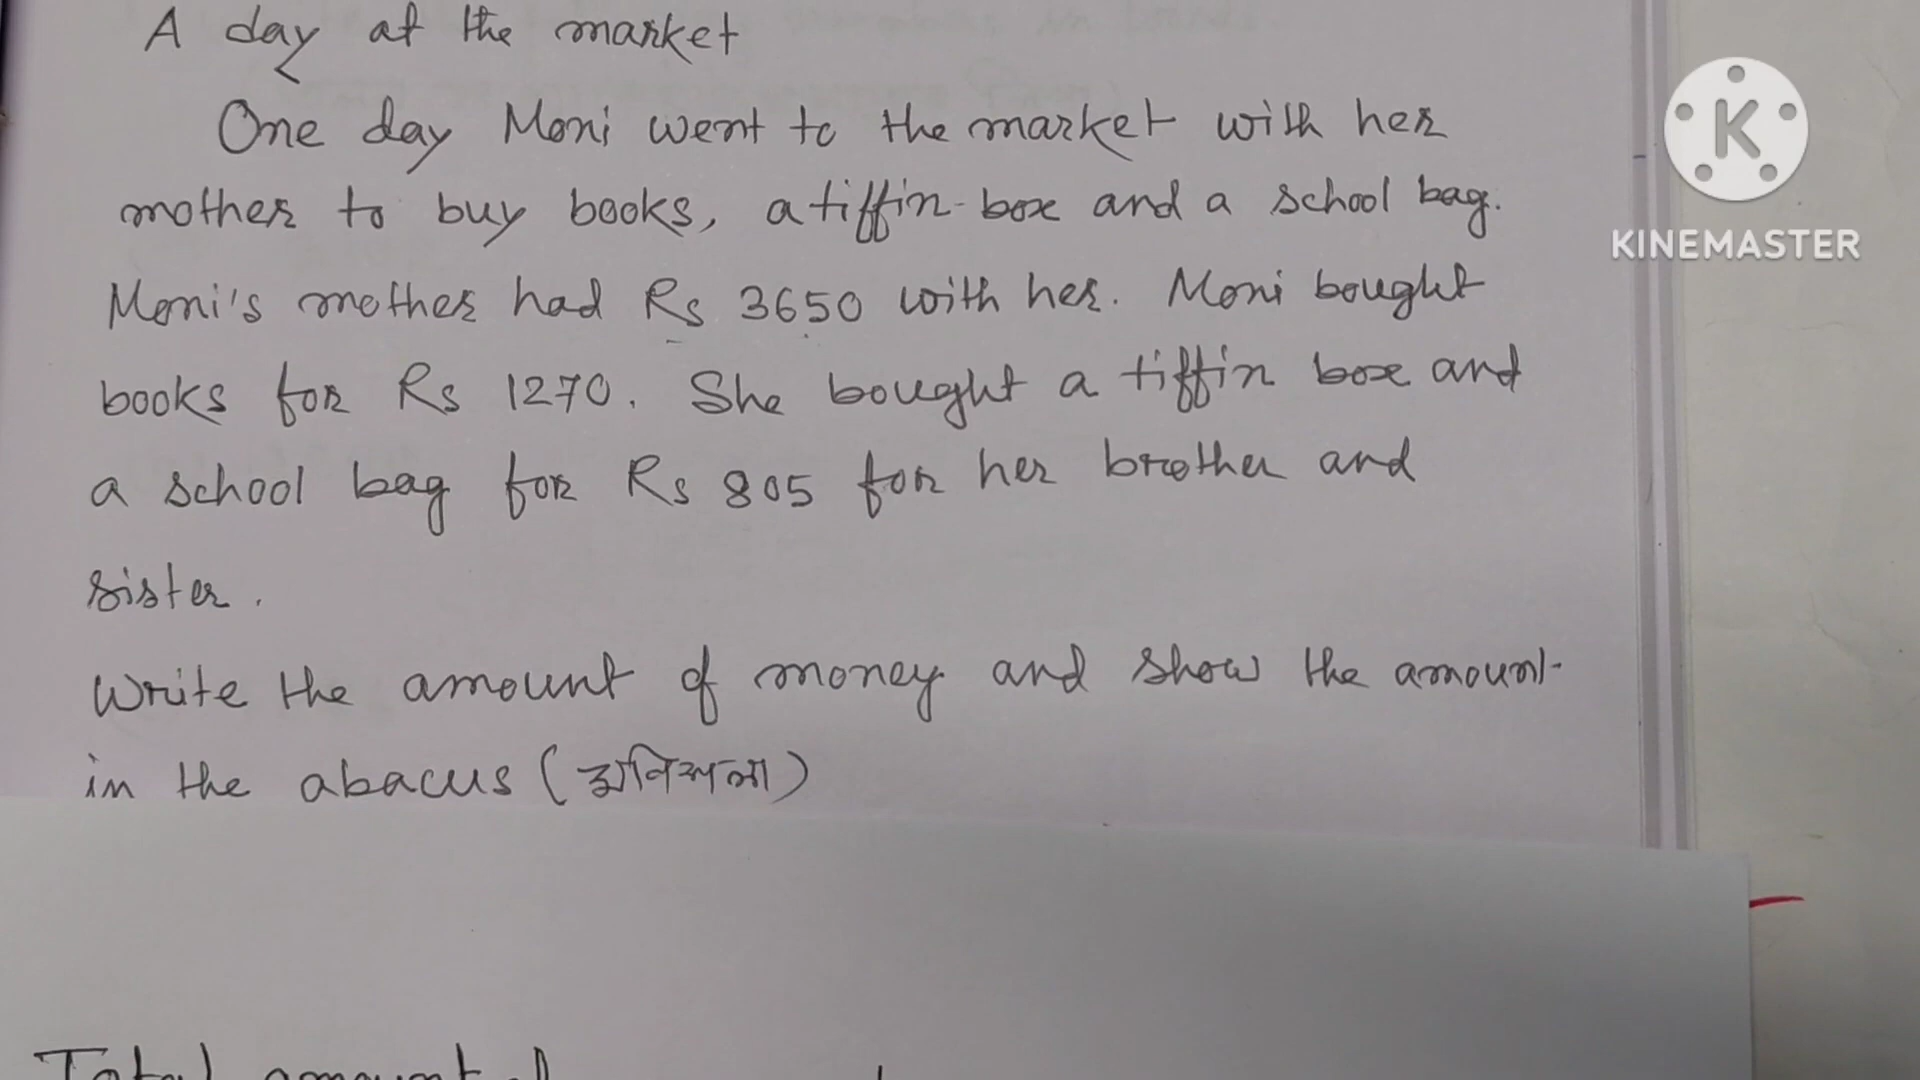 A day at the market
One day Moni went to the market with her
mother to buy books, a tiffin-box and a school bag.
Moni's mother had Rs 3650 with her. Moni bought
books for Rs 1270. She bought a tiffin box and
a school bag for Rs 805 for her brother and
sister.
Write the amount of money and show the amount
in the abacus (
Total amount of
K
KINEMASTER